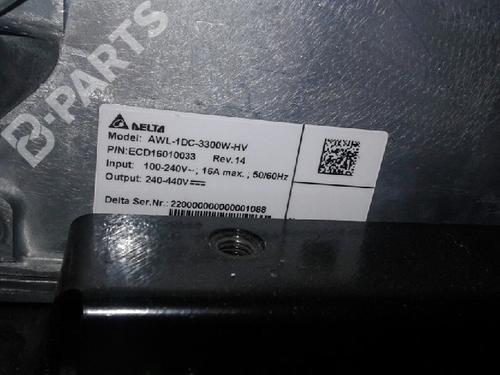 B-PARTS
DELTA
Model: AWL-1DC-3300W-HV
P/N:ECD16010033 Rev.14
Input: 100-240V~; 16A max.; 50/60Hz
Output: 240-440V⎓
Delta Ser.Nr.: 220000000000001088